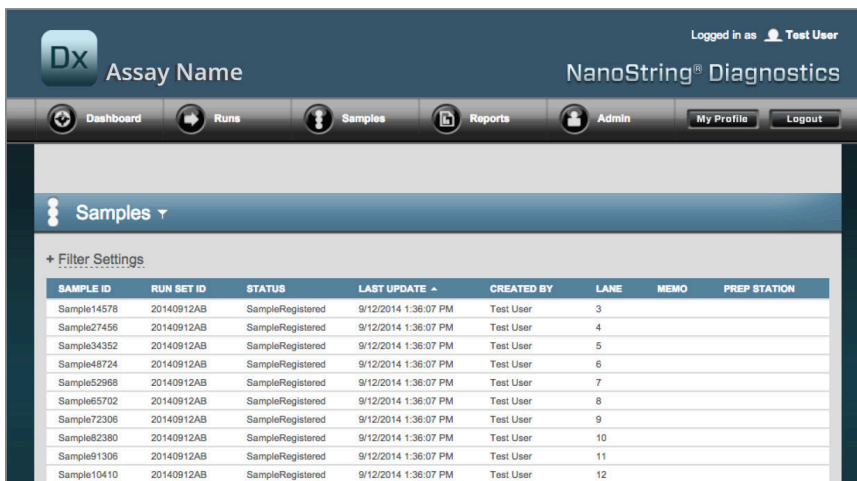 Logged in as Test User
Dx Assay Name
NanoString® Diagnostics
Dashboard Runs Samples Reports Admin My Profile Logout
Samples
+ Filter Settings
SAMPLE ID RUN SET ID STATUS LAST UPDATE CREATED BY LANE MEMO PREP STATION
Sample14578 20140912AB SampleRegistered 9/12/2014 1:36:07 PM Test User 3
Sample27456 20140912AB SampleRegistered 9/12/2014 1:36:07 PM Test User 4
Sample34352 20140912AB SampleRegistered 9/12/2014 1:36:07 PM Test User 5
Sample48724 20140912AB SampleRegistered 9/12/2014 1:36:07 PM Test User 6
Sample52968 20140912AB SampleRegistered 9/12/2014 1:36:07 PM Test User 7
Sample65702 20140912AB SampleRegistered 9/12/2014 1:36:07 PM Test User 8
Sample72306 20140912AB SampleRegistered 9/12/2014 1:36:07 PM Test User 9
Sample82380 20140912AB SampleRegistered 9/12/2014 1:36:07 PM Test User 10
Sample91306 20140912AB SampleRegistered 9/12/2014 1:36:07 PM Test User 11
Sample10410 20140912AB SampleRegistered 9/12/2014 1:36:07 PM Test User 12